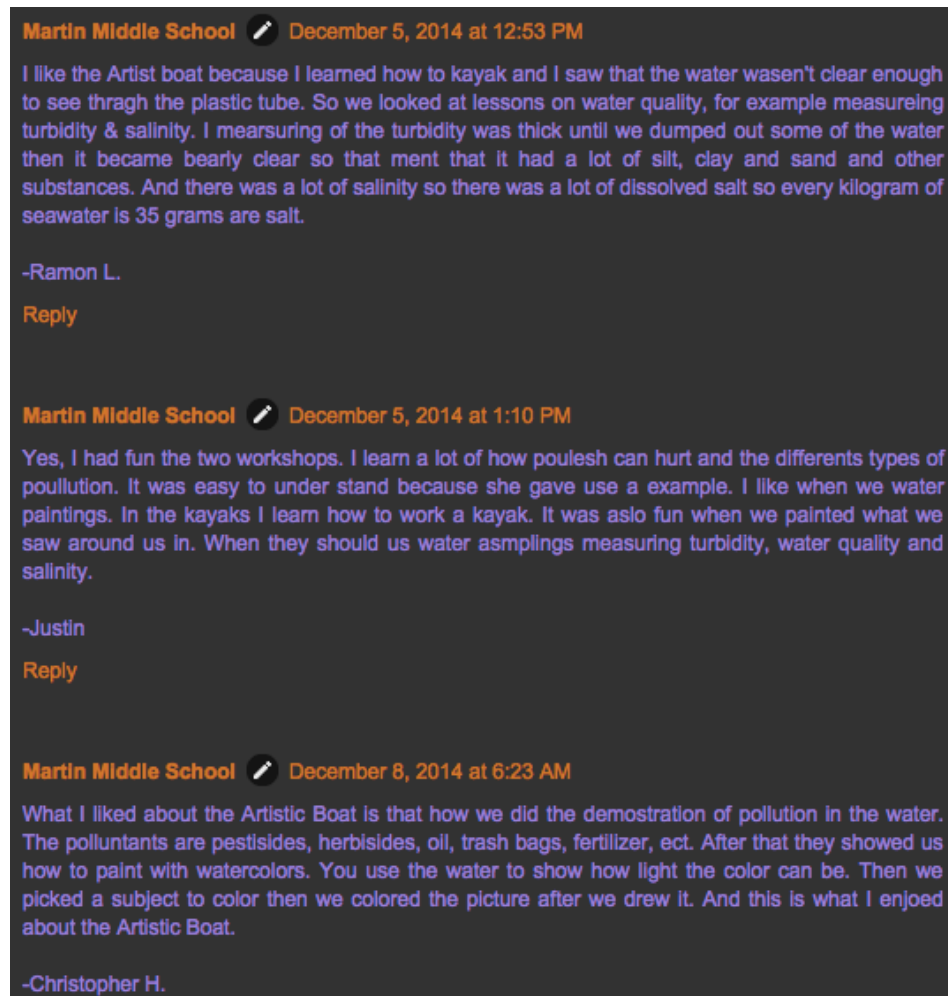 Martin Middle School December 5, 2014 at 12:53 PM
I like the Artist boat because I learned how to kayak and I saw that the water wasen't clear enough
to see thragh the plastic tube. So we looked at lessons on water quality, for example measureing
turbidity & salinity. I mearsuring of the turbidity was thick until we dumped out some of the water
then it became bearly clear so that ment that it had a lot of silt, clay and sand and other
substances. And there was a lot of salinity so there was a lot of dissolved salt so every kilogram of
seawater is 35 grams are salt.
-Ramon L.
Reply
Martin Middle School December 5, 2014 at 1:10 PM
Yes, I had fun the two workshops. I learn a lot of how poulesh can hurt and the differents types of
poullution. It was easy to under stand because she gave use a example. I like when we water
paintings. In the kayaks I learn how to work a kayak. It was aslo fun when we painted what we
saw around us in. When they should us water asmplings measuring turbidity, water quality and
salinity.
-Justin
Reply
Martin Middle School December 8, 2014 at 6:23 AM
What I liked about the Artistic Boat is that how we did the demostration of pollution in the water.
The polluntants are pestisides, herbisides, oil, trash bags, fertilizer, ect. After that they showed us
how to paint with watercolors. You use the water to show how light the color can be. Then we
picked a subject to color then we colored the picture after we drew it. And this is what I enjoed
about the Artistic Boat.
-Christopher H.